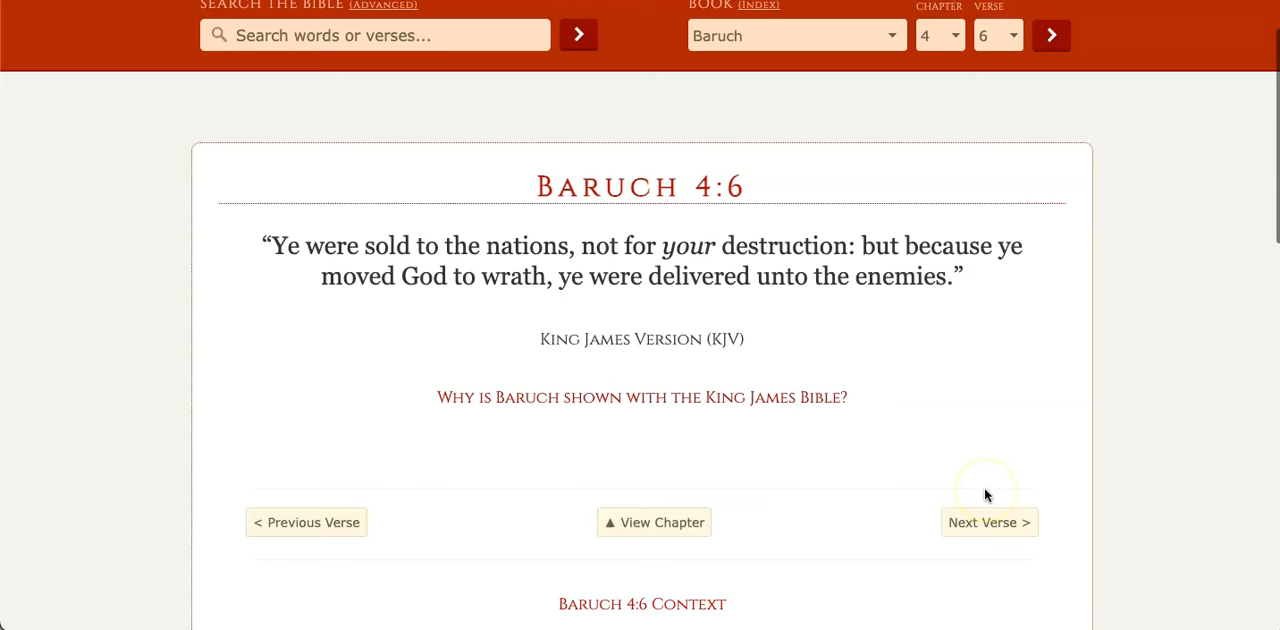 SEARCH THE BIBLE (ADVANCED)
BOOK (INDEX)
CHAPTER VERSE
Search words or verses...
Baruch
4
6
BARUCH 4:6
“Ye were sold to the nations, not for your destruction: but because ye
moved God to wrath, ye were delivered unto the enemies.”
KING JAMES VERSION (KJV)
WHY IS BARUCH SHOWN WITH THE KING JAMES BIBLE?
< Previous Verse
▲ View Chapter
Next Verse >
BARUCH 4:6 CONTEXT